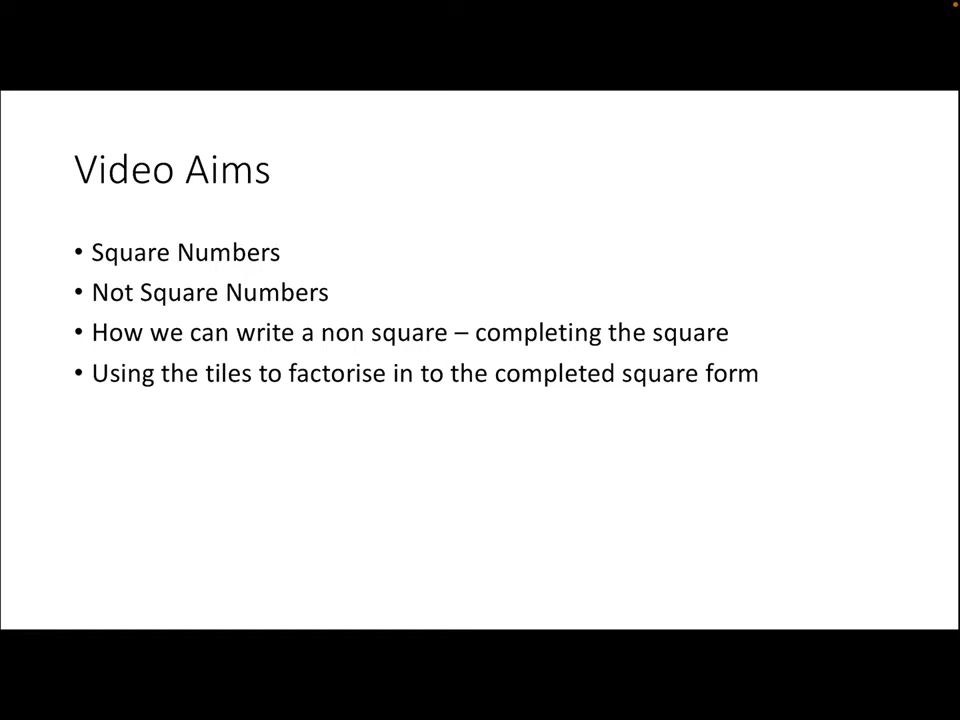 Video Aims
• Square Numbers
• Not Square Numbers
• How we can write a non square – completing the square
• Using the tiles to factorise in to the completed square form